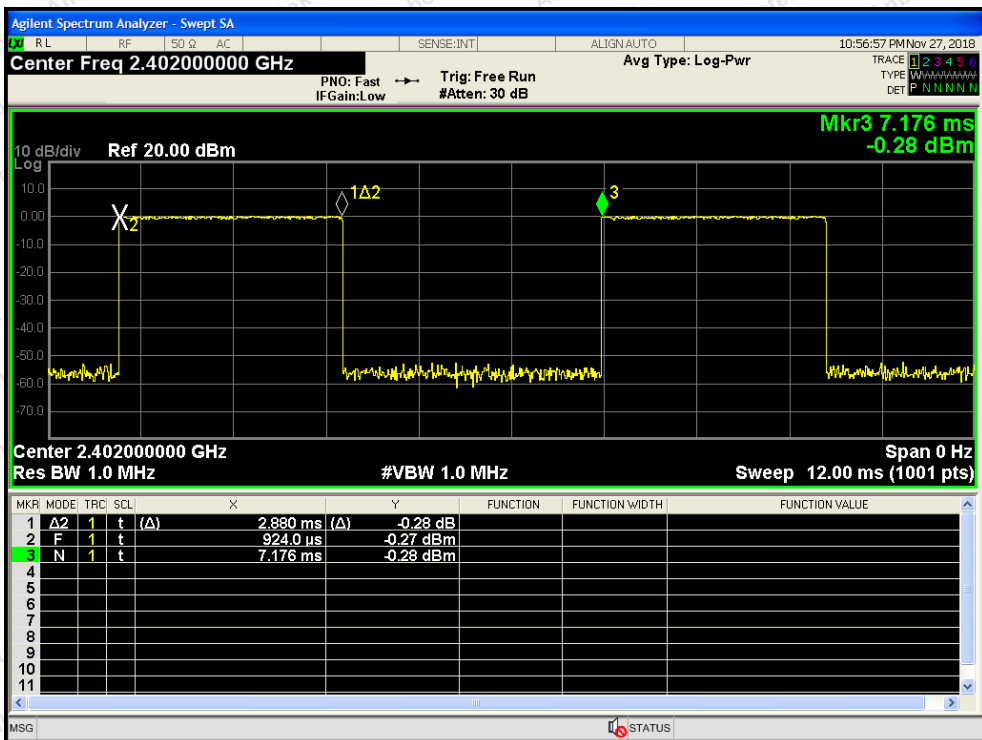 Agilent Spectrum Analyzer - Swept SA
LXI RL RF 50 Ω AC SENSE:INT ALIGNAUTO 10:56:57 PM Nov 27, 2018
Center Freq 2.402000000 GHz Avg Type: Log-Pwr TRACE 1 2 3 4 5 6
PNO: Fast Trig: Free Run TYPE WWWWWW
IFGain:Low #Atten: 30 dB DET P N N N N N
Mkr3 7.176 ms
10 dB/div Ref 20.00 dBm -0.28 dBm
Log
10.0
1Δ2
3
0.00
2
-10.0
-20.0
-30.0
-40.0
-50.0
-60.0
-70.0
Center 2.402000000 GHz Span 0 Hz
Res BW 1.0 MHz #VBW 1.0 MHz Sweep 12.00 ms (1001 pts)
MKR MODE TRC SCL X Y FUNCTION FUNCTION WIDTH FUNCTION VALUE
1 Δ2 1 t (Δ) 2.880 ms (Δ) -0.28 dB
2 F 1 t 924.0 µs -0.27 dBm
3 N 1 t 7.176 ms -0.28 dBm
4
5
6
7
8
9
10
11
MSG STATUS